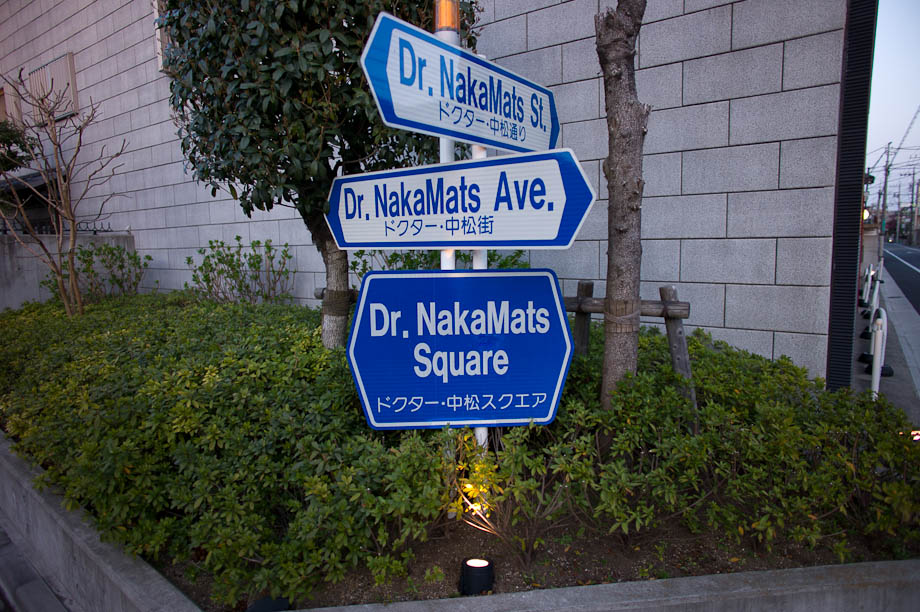 Dr. NakaMats St.
ドクター・中松通り
Dr. NakaMats Ave.
ドクター・中松街
Dr. NakaMats
Square
ドクター・中松スクエア